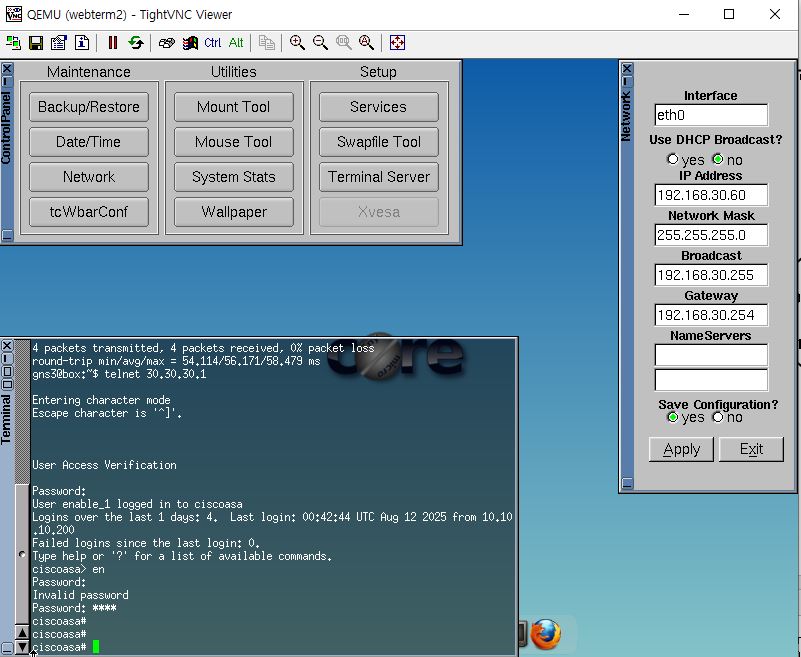 QEMU (webterm2) - TightVNC Viewer
Ctrl Alt
ControlPanel
Maintenance
Utilities
Setup
Backup/Restore
Mount Tool
Services
Date/Time
Mouse Tool
Swapfile Tool
Network
System Stats
Terminal Server
tcWbarConf
Wallpaper
Xvesa
Network
Interface
eth0
Use DHCP Broadcast?
yes no
IP Address
192.168.30.60
Network Mask
255.255.255.0
Broadcast
192.168.30.255
Gateway
192.168.30.254
NameServers
Save Configuration?
yes no
Apply Exit
core
micro
Terminal
4 packets transmitted, 4 packets received, 0% packet loss
round-trip min/avg/max = 54.114/56.171/58.479 ms
gns3@box:~$ telnet 30.30.30.1
Entering character mode
Escape character is '^]'.
User Access Verification
Password:
User enable_1 logged in to ciscoasa
Logins over the last 1 days: 4.  Last login: 00:42:44 UTC Aug 12 2025 from 10.10
.10.200
Failed logins since the last login: 0.
Type help or '?' for a list of available commands.
ciscoasa> en
Password:
Invalid password
Password: ****
ciscoasa#
ciscoasa#
ciscoasa#